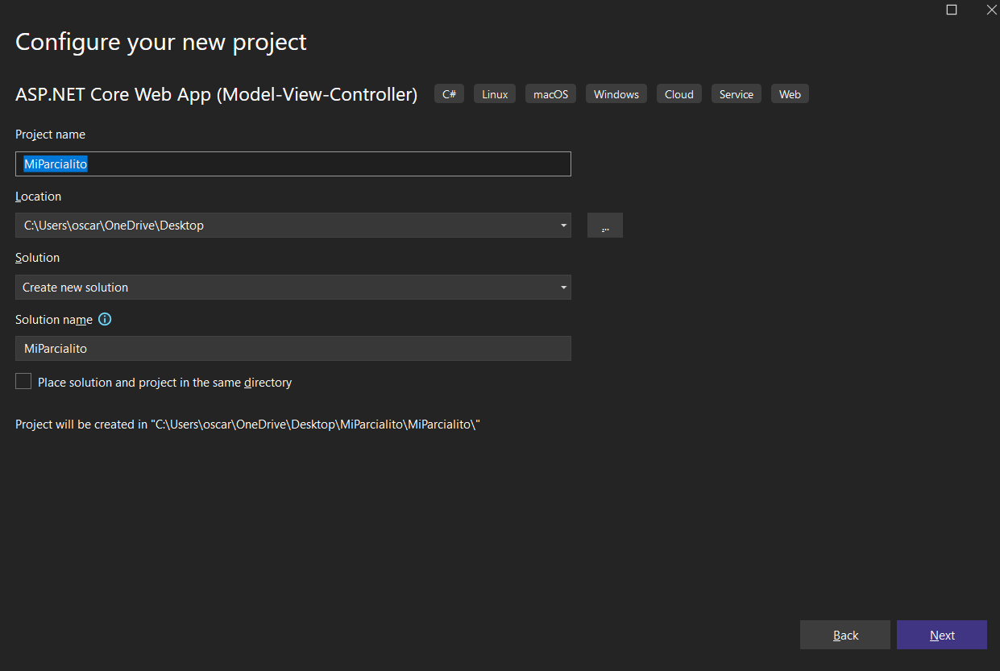 Configure your new project
ASP.NET Core Web App (Model-View-Controller) C# Linux macOS Windows Cloud Service Web
Project name
MiParcialito
Location
C:\Users\oscar\OneDrive\Desktop
...
Solution
Create new solution
Solution name
MiParcialito
Place solution and project in the same directory
Project will be created in "C:\Users\oscar\OneDrive\Desktop\MiParcialito\MiParcialito\"
Back Next